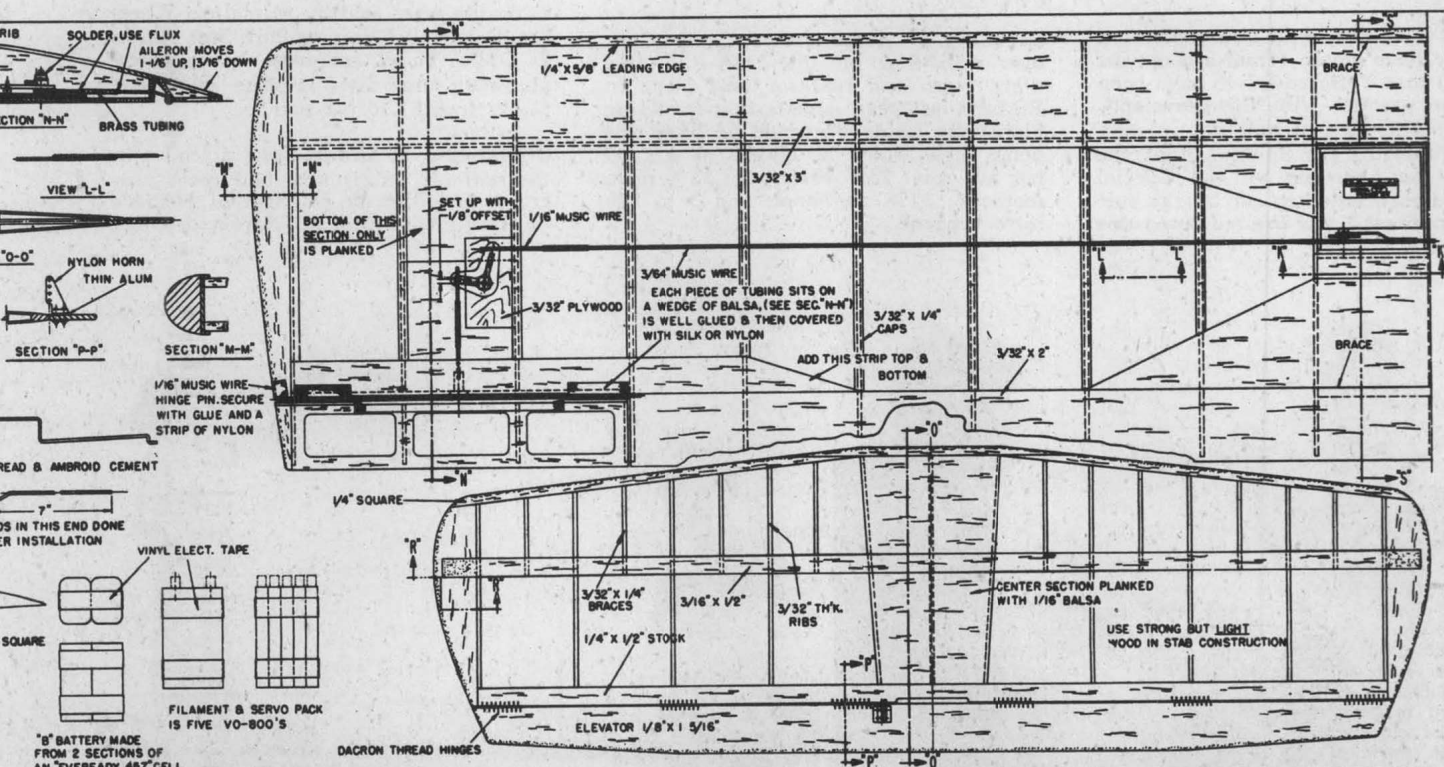 RIB
SOLDER, USE FLUX
AILERON MOVES
1-1/16" UP, 13/16" DOWN
CTION "N-N"
BRASS TUBING
VIEW "L-L"
"O-O"
NYLON HORN
THIN ALUM
SECTION "P-P"
SECTION "M-M"
"N"
1/4" X 5/8" LEADING EDGE
"S"
BRACE
3/32" X 3"
"M"
"M"
BOTTOM OF THIS
SECTION ONLY
IS PLANKED
SET UP WITH
1/8" OFFSET
1/16" MUSIC WIRE
3/32" PLYWOOD
3/64" MUSIC WIRE
EACH PIECE OF TUBING SITS ON
A WEDGE OF BALSA, (SEE SEC. "N-N")
IS WELL GLUED & THEN COVERED
WITH SILK OR NYLON
3/32" X 1/4"
CAPS
"L"
"L"
"K"
"K"
ADD THIS STRIP TOP &
BOTTOM
3/32" X 2"
BRACE
1/16" MUSIC WIRE
HINGE PIN. SECURE
WITH GLUE AND A
STRIP OF NYLON
"N"
"S"
READ & AMBROID CEMENT
7"
DS IN THIS END DONE
ER INSTALLATION
VINYL ELECT. TAPE
SQUARE
FILAMENT & SERVO PACK
IS FIVE VO-800'S
"B" BATTERY MADE
FROM 2 SECTIONS OF
AN "EVEREADY 457" CELL
1/4" SQUARE
"O"
"R"
"R"
3/32" X 1/4"
BRACES
3/16" X 1/2"
3/32" TH'K.
RIBS
CENTER SECTION PLANKED
WITH 1/16" BALSA
1/4" X 1/2" STOCK
USE STRONG BUT LIGHT
WOOD IN STAB CONSTRUCTION
"P"
ELEVATOR 1/8" X 1 5/16"
DACRON THREAD HINGES
"P"
"O"